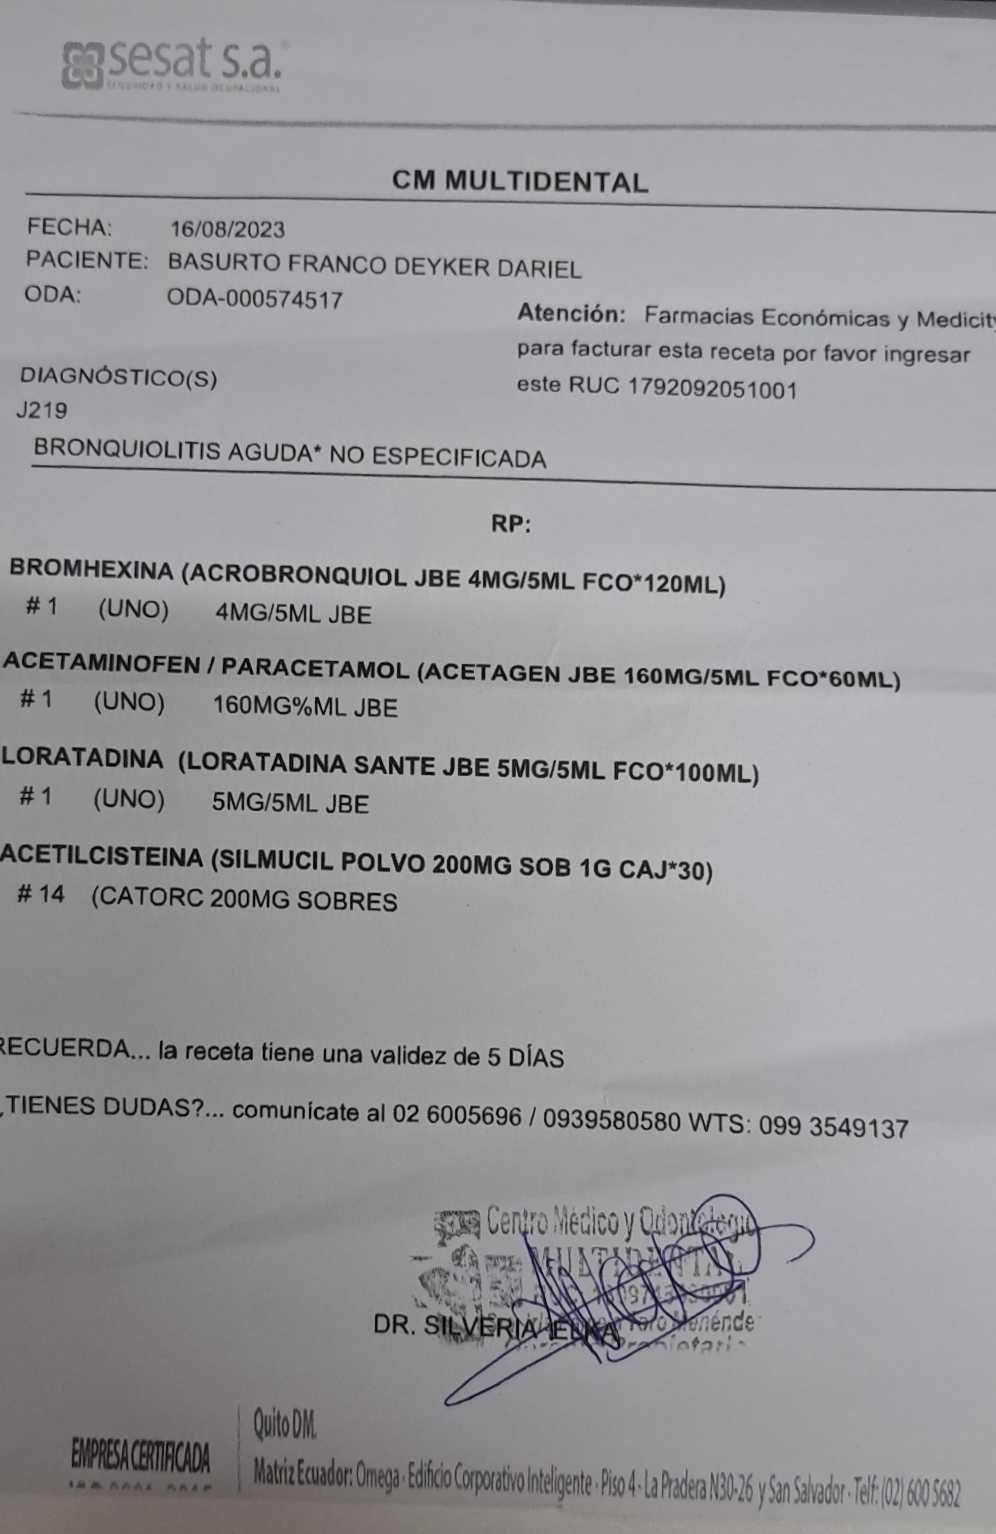 sesat s.a.
SEGURIDAD Y SALUD OCUPACIONAL
CM MULTIDENTAL
FECHA: 16/08/2023
PACIENTE: BASURTO FRANCO DEYKER DARIEL
ODA: ODA-000574517
Atención: Farmacias Económicas y Medicity
para facturar esta receta por favor ingresar
este RUC 1792092051001
DIAGNÓSTICO(S)
J219
BRONQUIOLITIS AGUDA* NO ESPECIFICADA
RP:
BROMHEXINA (ACROBRONQUIOL JBE 4MG/5ML FCO*120ML)
# 1 (UNO) 4MG/5ML JBE
ACETAMINOFEN / PARACETAMOL (ACETAGEN JBE 160MG/5ML FCO*60ML)
# 1 (UNO) 160MG%ML JBE
LORATADINA (LORATADINA SANTE JBE 5MG/5ML FCO*100ML)
# 1 (UNO) 5MG/5ML JBE
ACETILCISTEINA (SILMUCIL POLVO 200MG SOB 1G CAJ*30)
# 14 (CATORC 200MG SOBRES
RECUERDA... la receta tiene una validez de 5 DÍAS
¿TIENES DUDAS?... comunícate al 02 6005696 / 0939580580 WTS: 099 3549137
Centro Médico y Odontológico
DR. SILVERIA ELKA
Quito DM.
EMPRESA CERTIFICADA
Matriz Ecuador: Omega - Edificio Corporativo Inteligente - Piso 4 - La Pradera N30-26 y San Salvador - Telf: (02) 600 5682